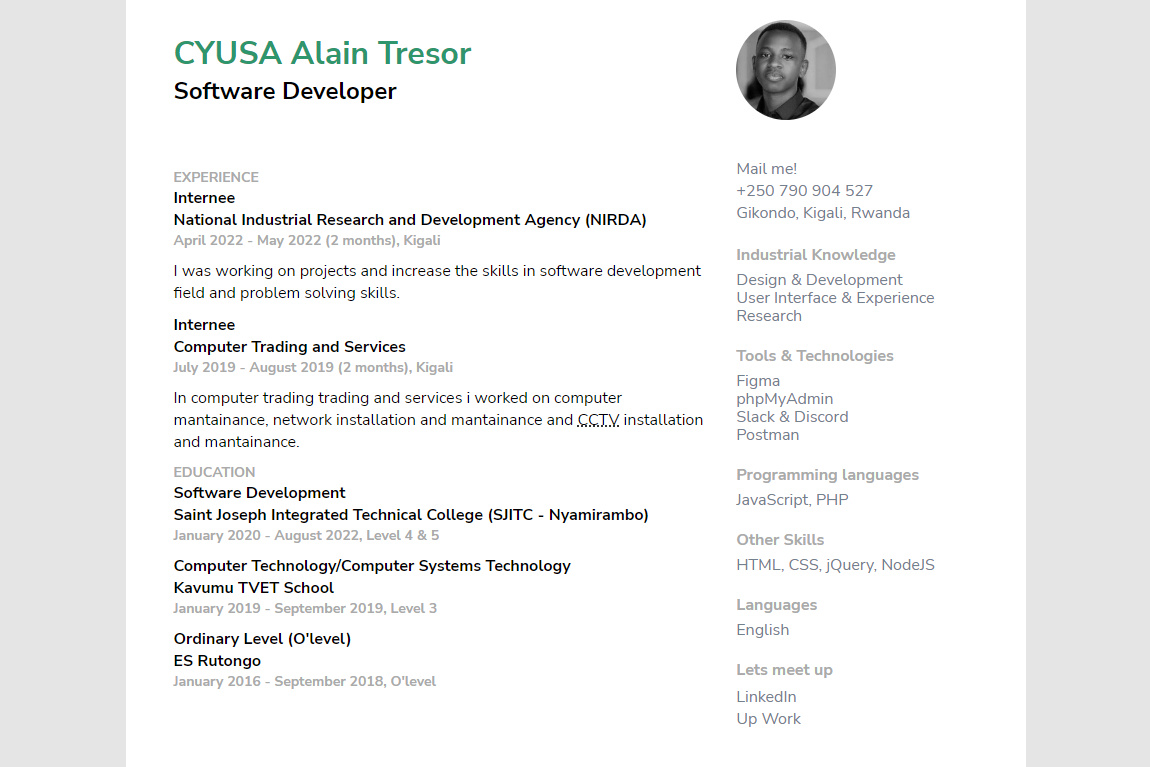 CYUSA Alain Tresor
Software Developer
EXPERIENCE
Internee
National Industrial Research and Development Agency (NIRDA)
April 2022 - May 2022 (2 months), Kigali
I was working on projects and increase the skills in software development
field and problem solving skills.
Internee
Computer Trading and Services
July 2019 - August 2019 (2 months), Kigali
In computer trading trading and services i worked on computer
mantainance, network installation and mantainance and CCTV installation
and mantainance.
EDUCATION
Software Development
Saint Joseph Integrated Technical College (SJITC - Nyamirambo)
January 2020 - August 2022, Level 4 & 5
Computer Technology/Computer Systems Technology
Kavumu TVET School
January 2019 - September 2019, Level 3
Ordinary Level (O'level)
ES Rutongo
January 2016 - September 2018, O'level
Mail me!
+250 790 904 527
Gikondo, Kigali, Rwanda
Industrial Knowledge
Design & Development
User Interface & Experience
Research
Tools & Technologies
Figma
phpMyAdmin
Slack & Discord
Postman
Programming languages
JavaScript, PHP
Other Skills
HTML, CSS, jQuery, NodeJS
Languages
English
Lets meet up
LinkedIn
Up Work